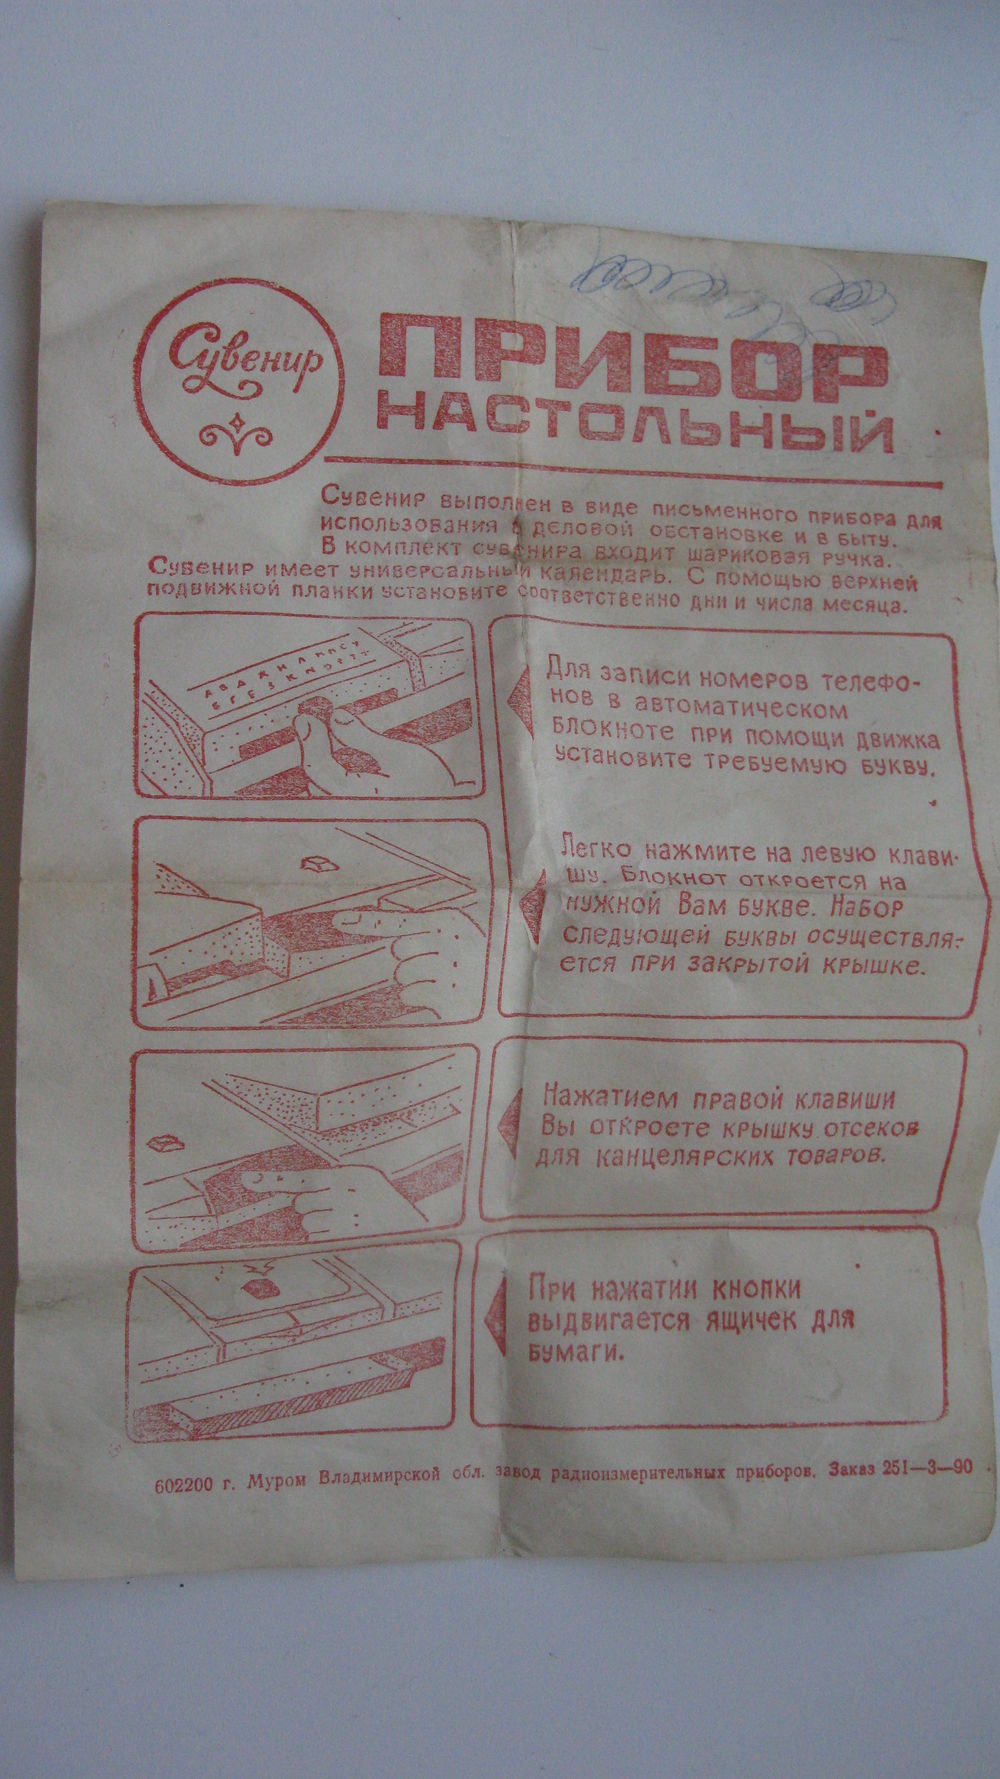 Сувенир
ПРИБОР
НАСТОЛЬНЫЙ
Сувенир выполнен в виде письменного прибора для
использования в деловой обстановке и в быту.
В комплект сувенира входит шариковая ручка.
Сувенир имеет универсальный календарь. С помощью верхней
подвижной планки установите соответственно дни и числа месяца.
Для записи номеров телефо-
нов в автоматическом
блокноте при помощи движка
установите требуемую букву.
Легко нажмите на левую клави-
шу. Блокнот откроется на
нужной Вам букве. Набор
следующей буквы осуществля-
ется при закрытой крышке.
Нажатием правой клавиши
Вы откроете крышку отсеков
для канцелярских товаров.
При нажатии кнопки
выдвигается ящичек для
бумаги.
602200 г. Муром Владимирской обл. завод радиоизмерительных приборов. Заказ 251—3—90